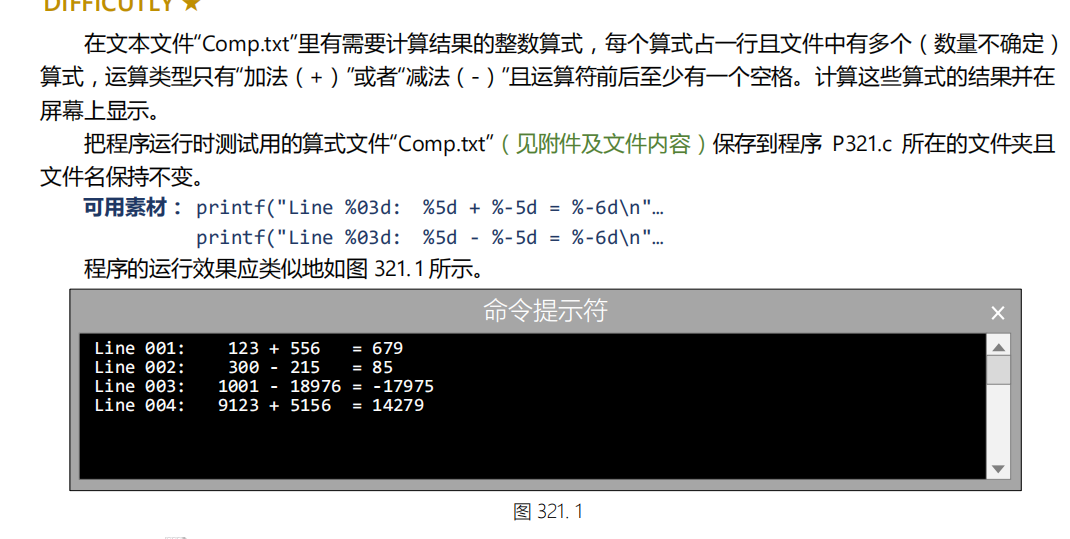 DIFFICUTLY ★
在文本文件“Comp.txt”里有需要计算结果的整数算式，每个算式占一行且文件中有多个（数量不确定）
算式，运算类型只有“加法（+）”或者“减法（-）”且运算符前后至少有一个空格。计算这些算式的结果并在
屏幕上显示。
把程序运行时测试用的算式文件“Comp.txt”（见附件及文件内容）保存到程序 P321.c 所在的文件夹且
文件名保持不变。
可用素材： printf("Line %03d:  %5d + %-5d = %-6d\n"…
printf("Line %03d:  %5d - %-5d = %-6d\n"…
程序的运行效果应类似地如图 321.1 所示。
命令提示符 ×
Line 001:    123 + 556   = 679
Line 002:    300 - 215   = 85
Line 003:   1001 - 18976 = -17975
Line 004:   9123 + 5156  = 14279
图 321. 1